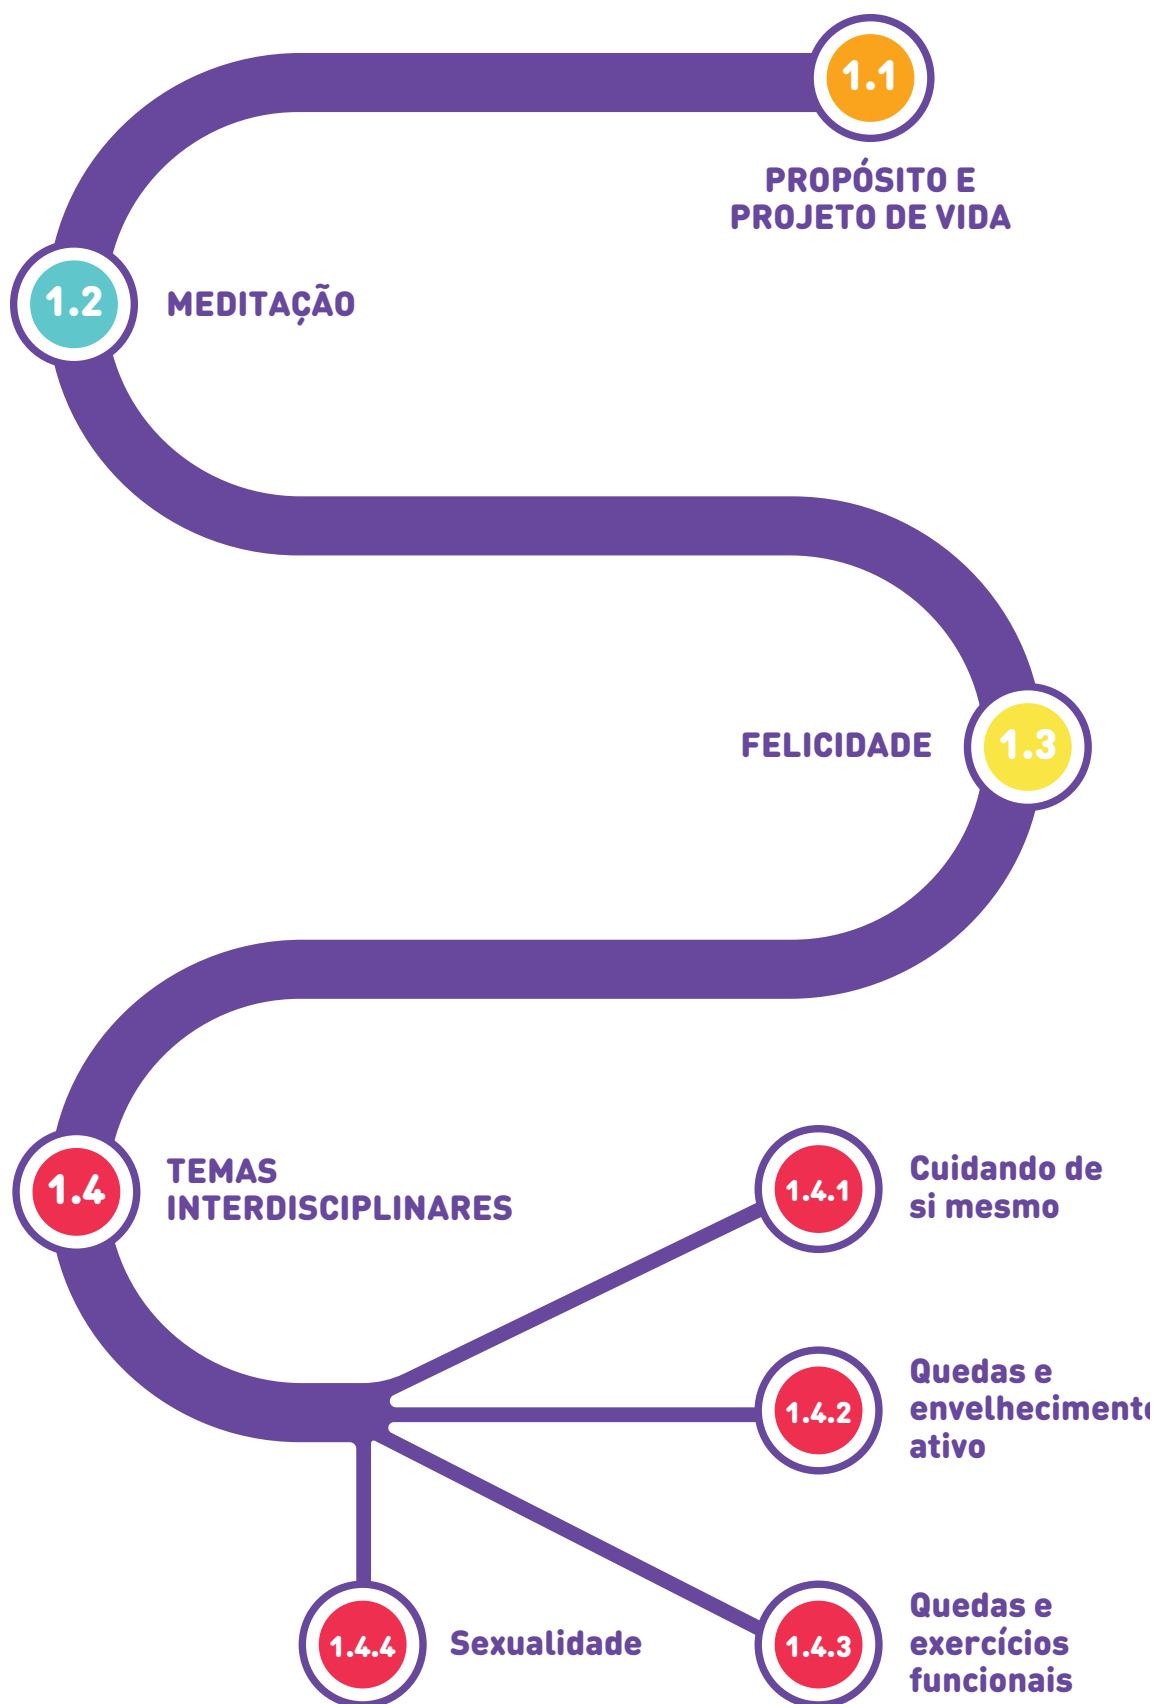 1.1
PROPÓSITO E
PROJETO DE VIDA
1.2
MEDITAÇÃO
FELICIDADE
1.3
1.4
TEMAS
INTERDISCIPLINARES
1.4.1
Cuidando de
si mesmo
1.4.2
Quedas e
envelhecimento
ativo
1.4.4
Sexualidade
1.4.3
Quedas e
exercícios
funcionais